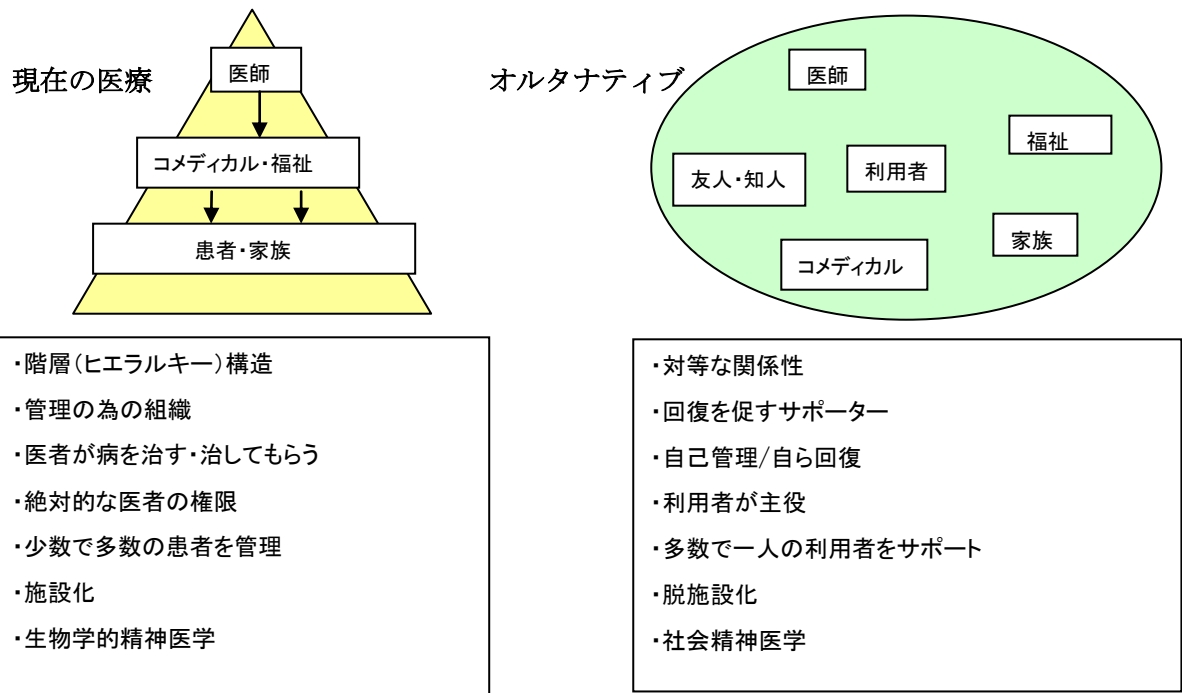 現在の医療
医師
コメディカル・福祉
患者・家族
・階層(ヒエラルキー)構造
・管理の為の組織
・医者が病を治す・治してもらう
・絶対的な医者の権限
・少数で多数の患者を管理
・施設化
・生物学的精神医学
オルタナティブ
医師
福祉
友人・知人
利用者
家族
コメディカル
・対等な関係性
・回復を促すサポーター
・自己管理/自ら回復
・利用者が主役
・多数で一人の利用者をサポート
・脱施設化
・社会精神医学